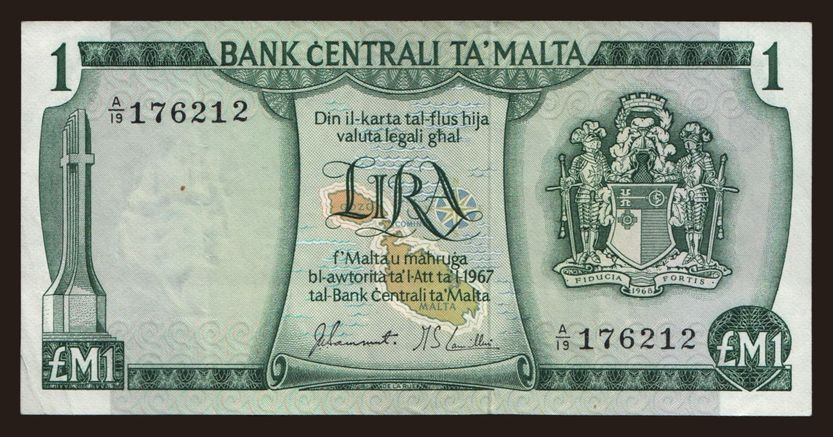 1 BANK ĊENTRALI TA' MALTA 1
A/19 176212
Din il-karta tal-flus hija
valuta legali għal
LIRA
GOZO
COMINO
f'Malta u maħruġa
bl-awtorità ta' l-Att ta' l-1967
tal-Bank Ċentrali ta' Malta
MALTA
FIDUCIA FORTIS
1968
A/19 176212
£M1 £M1